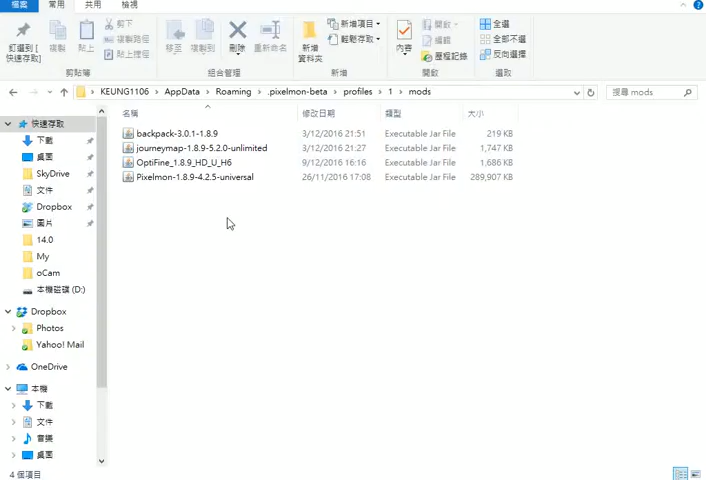 檔案 常用 共用 檢視
釘選到 [快速存取]
複製
貼上
剪下
複製路徑
貼上捷徑
移至
複製到
刪除
重新命名
新增資料夾
新增項目
輕鬆存取
內容
開啟
編輯
歷程記錄
全選
全部不選
反向選擇
剪貼簿 組合管理 新增 開啟 選取
KEUNG1106 › AppData › Roaming › .pixelmon-beta › profiles › 1 › mods
搜尋 mods
名稱 修改日期 類型 大小
backpack-3.0.1-1.8.9 3/12/2016 21:51 Executable Jar File 219 KB
journeymap-1.8.9-5.2.0-unlimited 3/12/2016 21:27 Executable Jar File 1,747 KB
OptiFine_1.8.9_HD_U_H6 9/12/2016 16:16 Executable Jar File 1,686 KB
Pixelmon-1.8.9-4.2.5-universal 26/11/2016 17:08 Executable Jar File 289,907 KB
快速存取
下載
桌面
SkyDrive
文件
Dropbox
圖片
14.0
My
oCam
本機磁碟 (D:)
Dropbox
Photos
Yahoo! Mail
OneDrive
本機
下載
文件
音樂
桌面
4 個項目